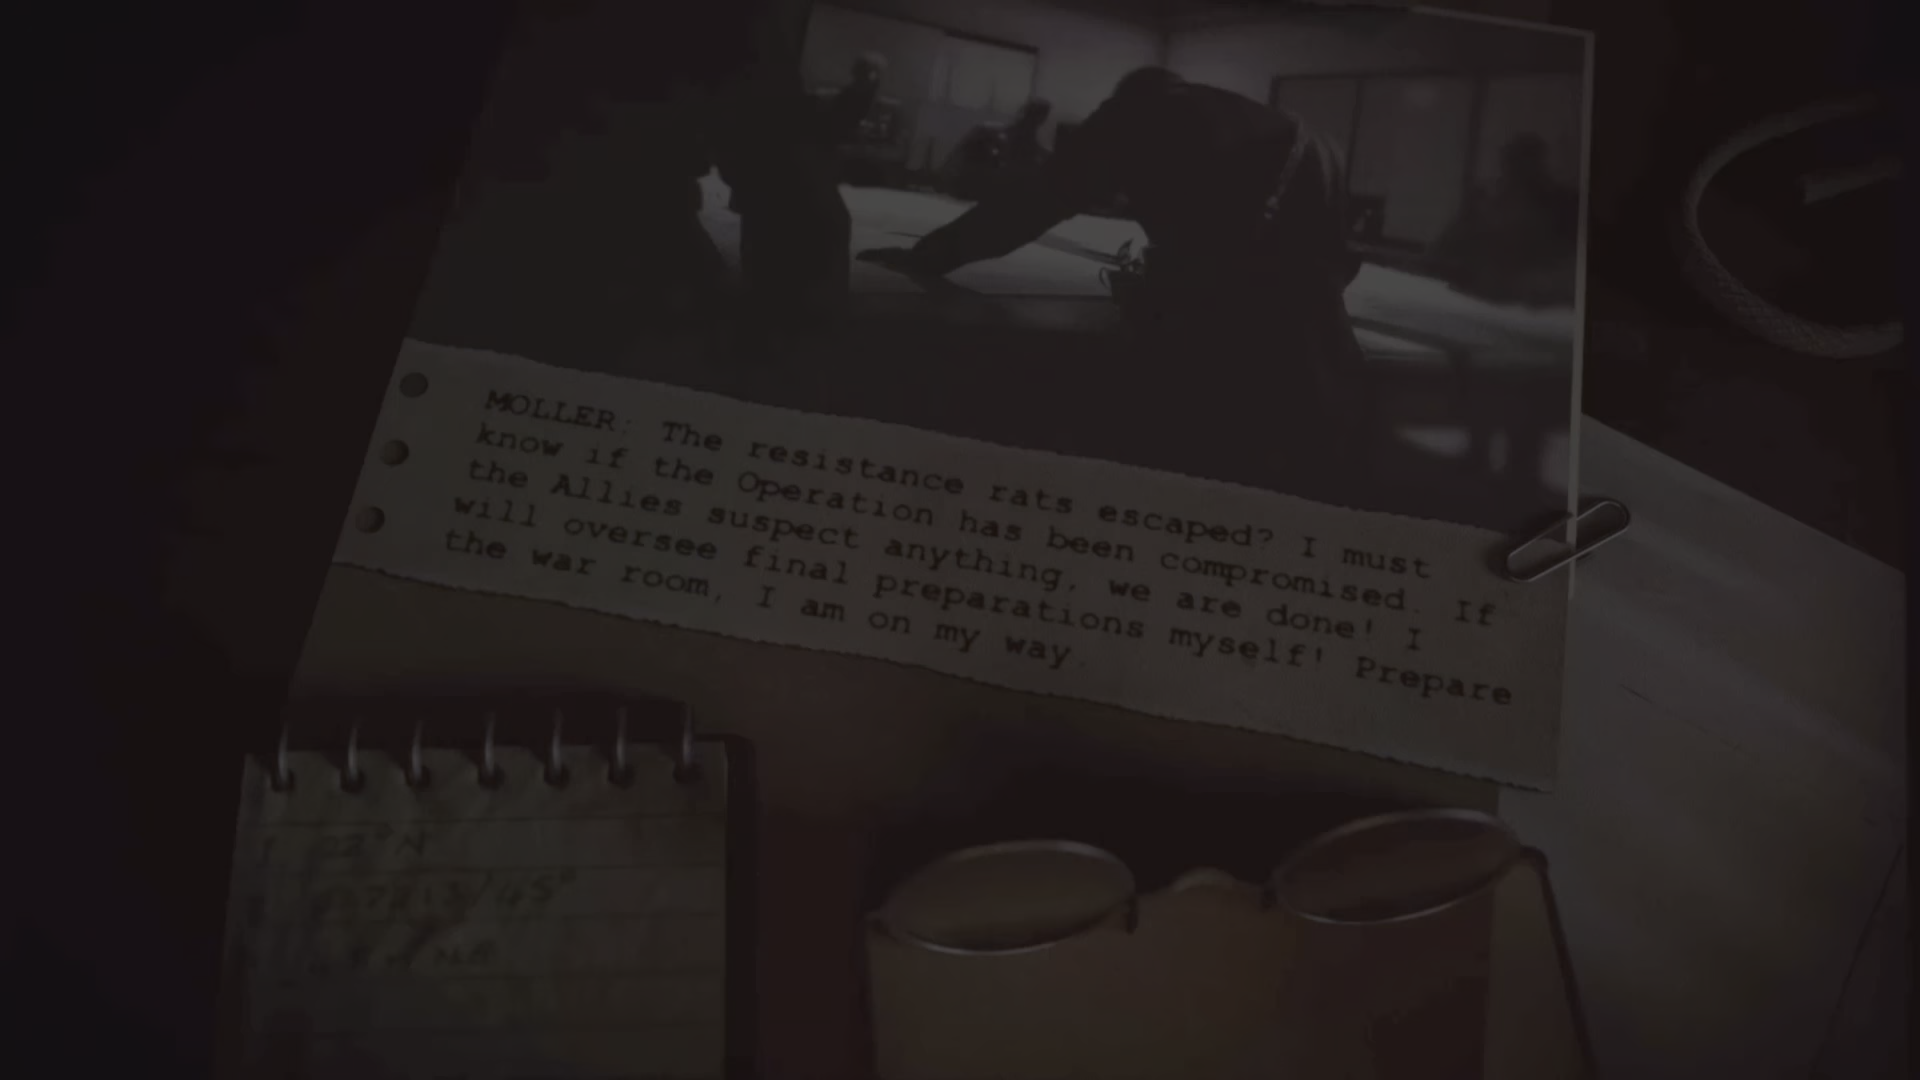 MOLLER: The resistance rats escaped? I must
know if the Operation has been compromised. If
the Allies suspect anything, we are done! I
will oversee final preparations myself! Prepare
the war room, I am on my way.